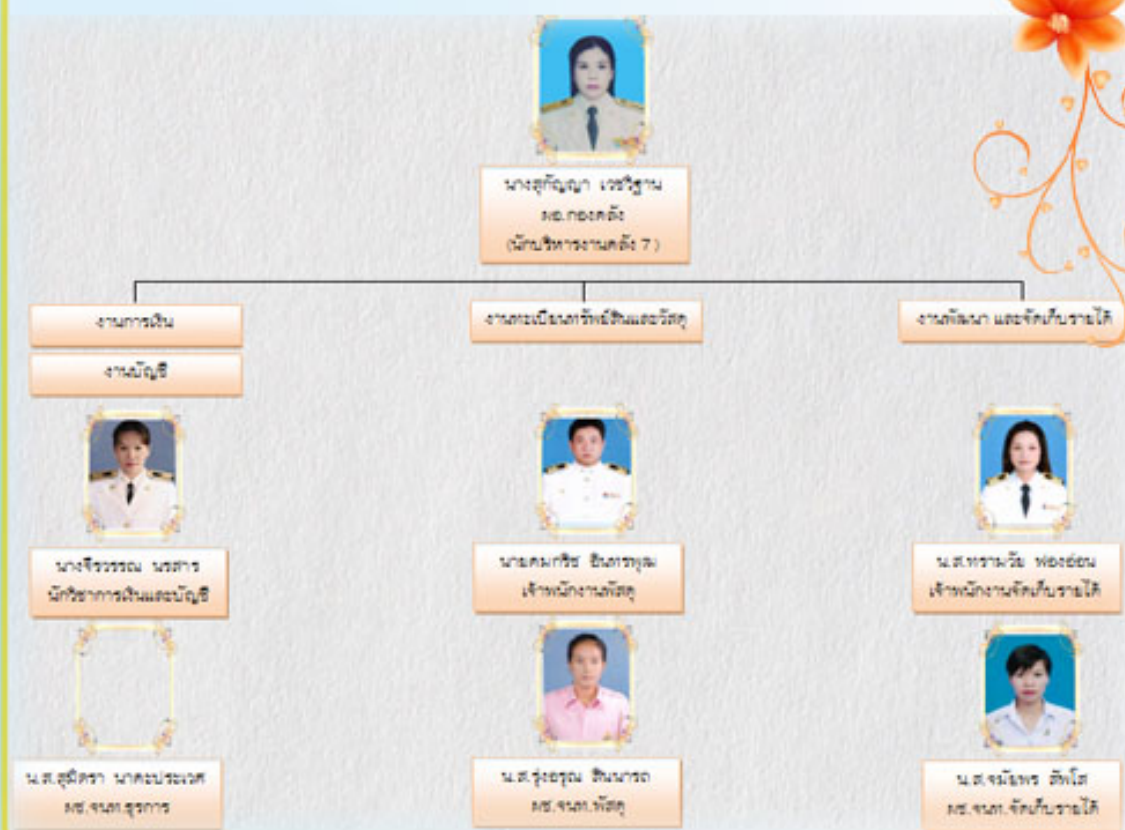 นางสุกัญญา เวชวิฐาน
ผอ.กองคลัง
(นักบริหารงานคลัง 7)
งานการเงิน
งานทะเบียนทรัพย์สินและวัสดุ
งานพัฒนา และจัดเก็บรายได้
งานบัญชี
นางจีรวรรณ นรสาร
นักวิชาการเงินและบัญชี
นายคมกริช อินทรพุฒ
เจ้าพนักงานพัสดุ
น.ส.ทรามวัย ฟองอ่อน
เจ้าพนักงานจัดเก็บรายได้
น.ส.สุมิตรา นาคะประเวศ
ผช.จนท.ธุรการ
น.ส.รุ่งอรุณ สินนารถ
ผช.จนท.พัสดุ
น.ส.จมัยพร สัพโส
ผช.จนท.จัดเก็บรายได้